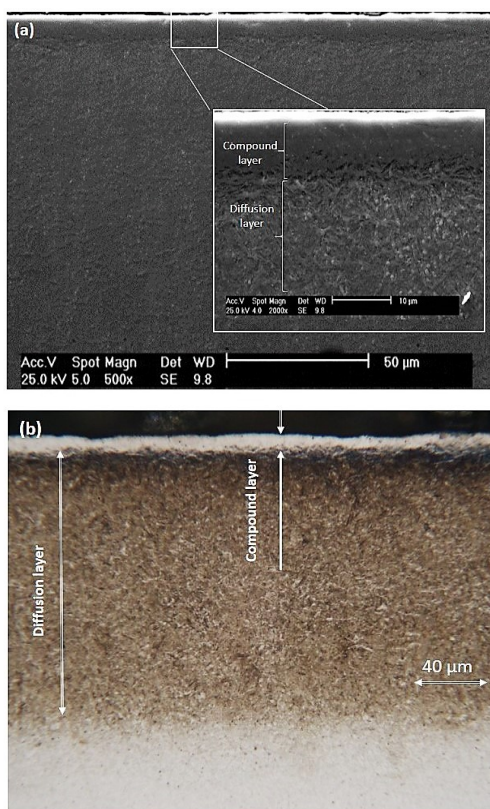 (a)
Compound
layer
Diffusion
layer
Acc.V Spot Magn Det WD 10 µm
25.0 kV 4.0 2000x SE 9.8
Acc.V Spot Magn Det WD 50 µm
25.0 kV 5.0 500x SE 9.8
(b)
Diffusion layer
Compound layer
40 µm